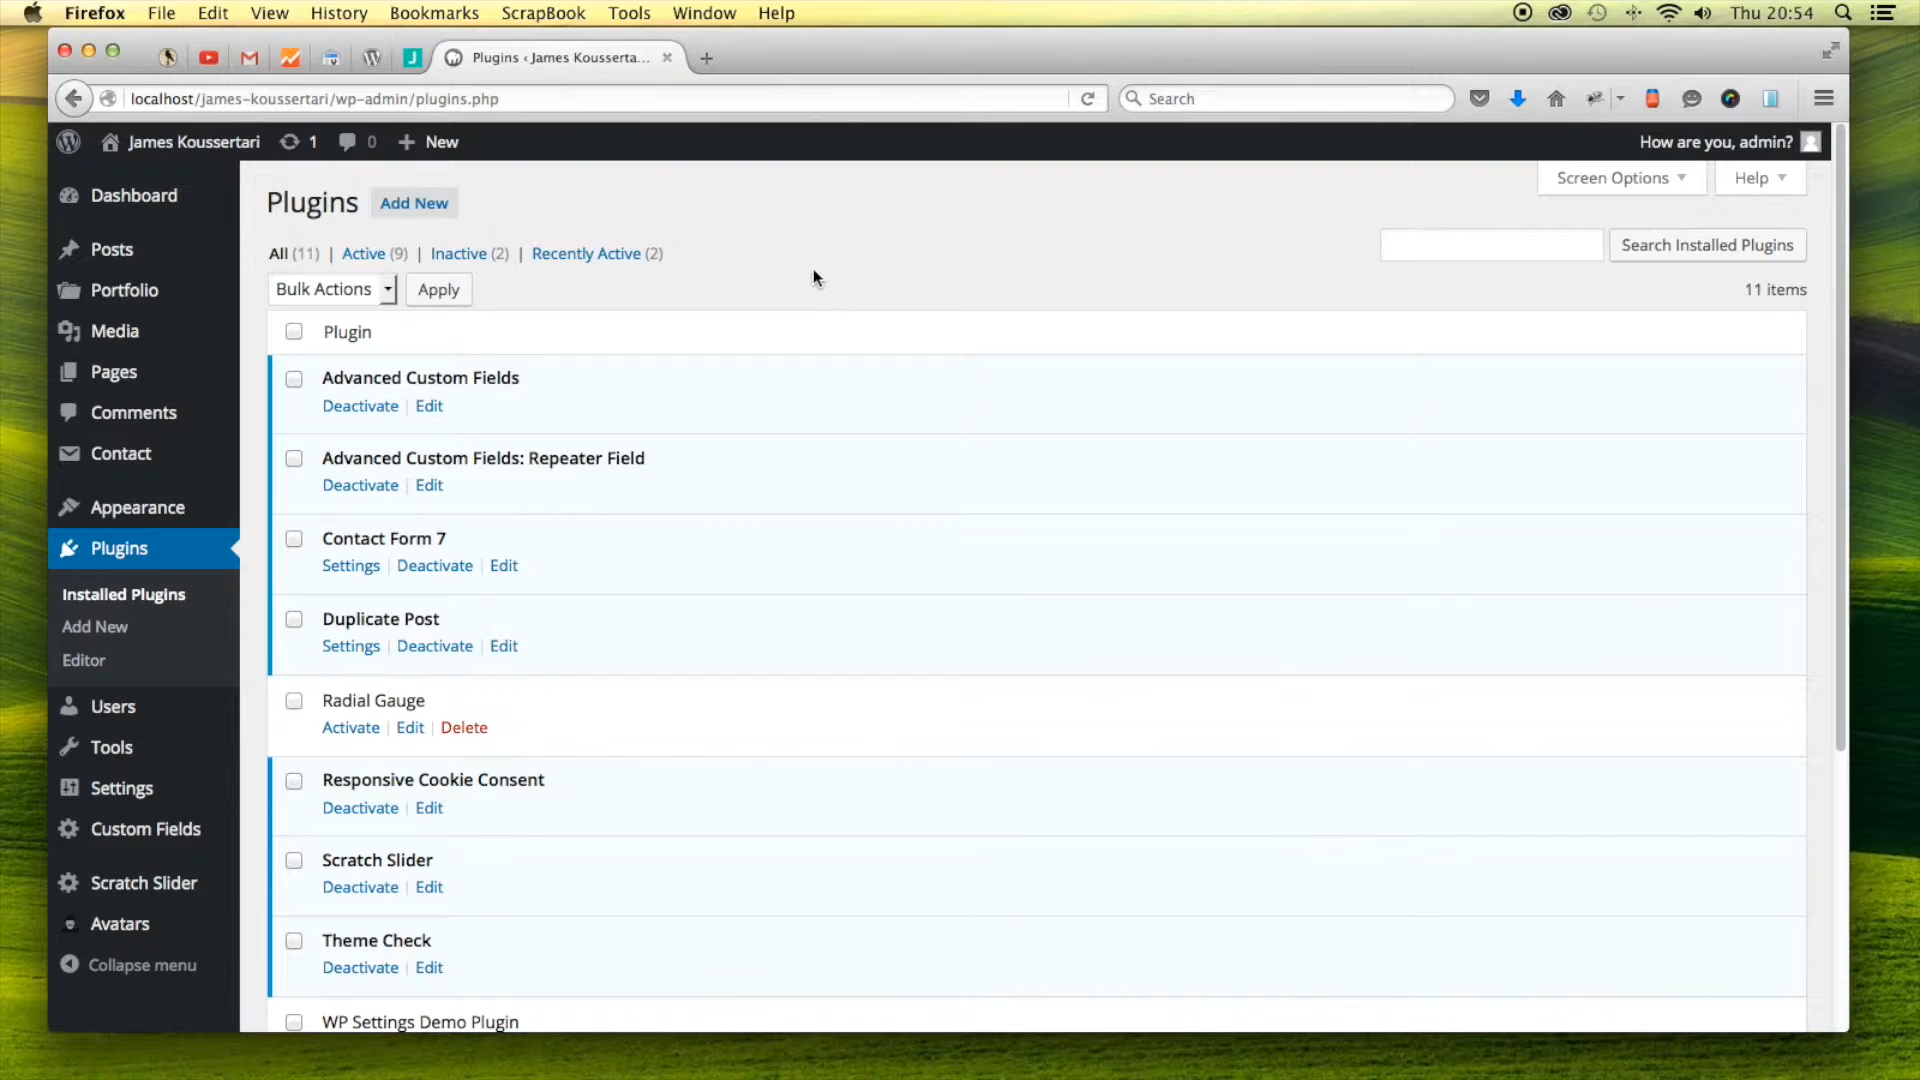 Firefox File Edit View History Bookmarks ScrapBook Tools Window Help Thu 20:54
J Plugins ‹ James Kousserta...
localhost/james-koussertari/wp-admin/plugins.php Search
James Koussertari 1 0 New How are you, admin?
Screen Options Help
Plugins Add New
All (11) | Active (9) | Inactive (2) | Recently Active (2) Search Installed Plugins
Bulk Actions Apply 11 items
Plugin
Advanced Custom Fields
Deactivate | Edit
Advanced Custom Fields: Repeater Field
Deactivate | Edit
Contact Form 7
Settings | Deactivate | Edit
Duplicate Post
Settings | Deactivate | Edit
Radial Gauge
Activate | Edit | Delete
Responsive Cookie Consent
Deactivate | Edit
Scratch Slider
Deactivate | Edit
Theme Check
Deactivate | Edit
WP Settings Demo Plugin
Dashboard
Posts
Portfolio
Media
Pages
Comments
Contact
Appearance
Plugins
Installed Plugins
Add New
Editor
Users
Tools
Settings
Custom Fields
Scratch Slider
Avatars
Collapse menu